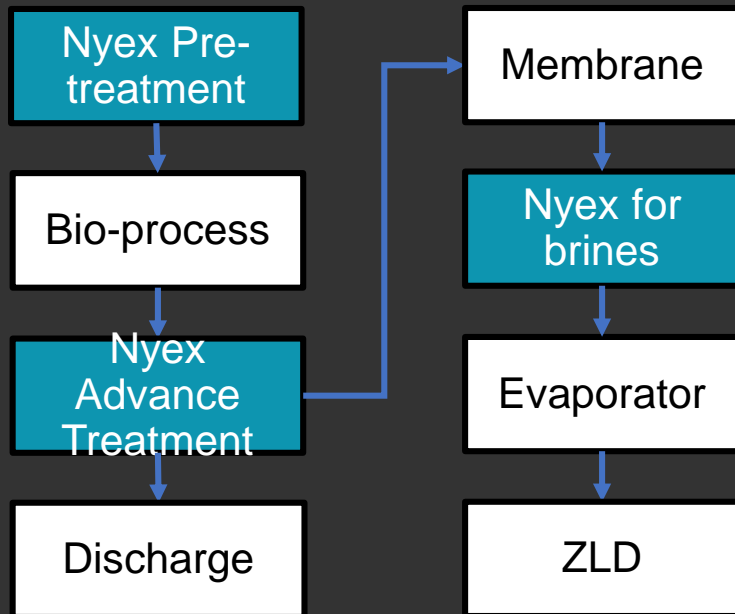 Nyex Pre-
treatment
Bio-process
Nyex
Advance
Treatment
Discharge
Membrane
Nyex for
brines
Evaporator
ZLD